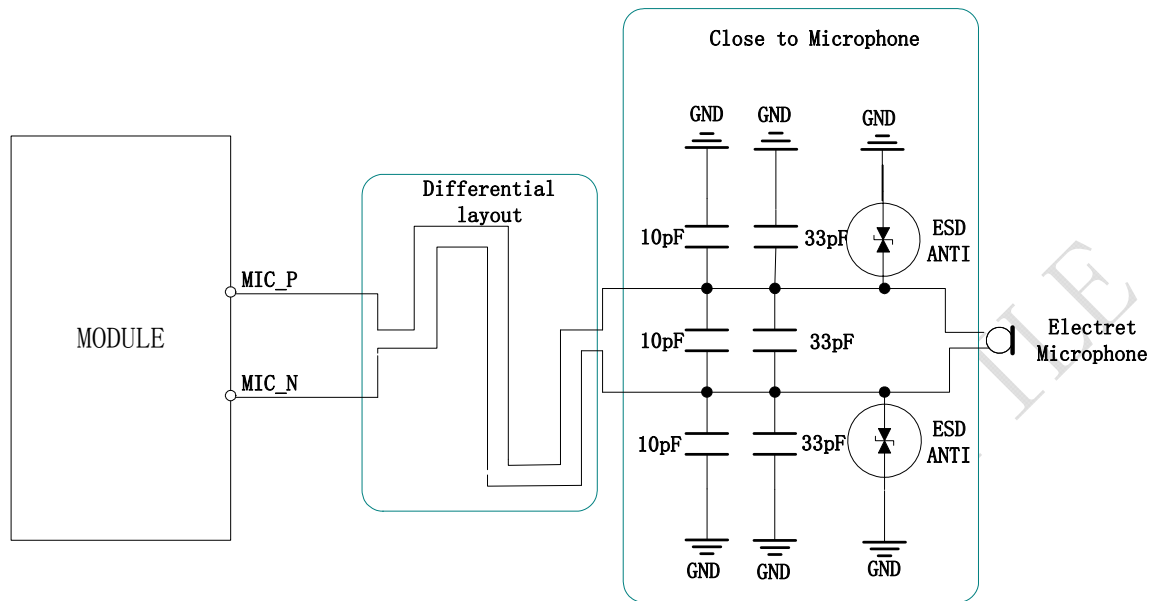 Close to Microphone
GND
GND
GND
Differential
layout
10pF
33pF
ESD
ANTI
MIC_P
MODULE
10pF
33pF
Electret
Microphone
MIC_N
10pF
33pF
ESD
ANTI
GND
GND
GND